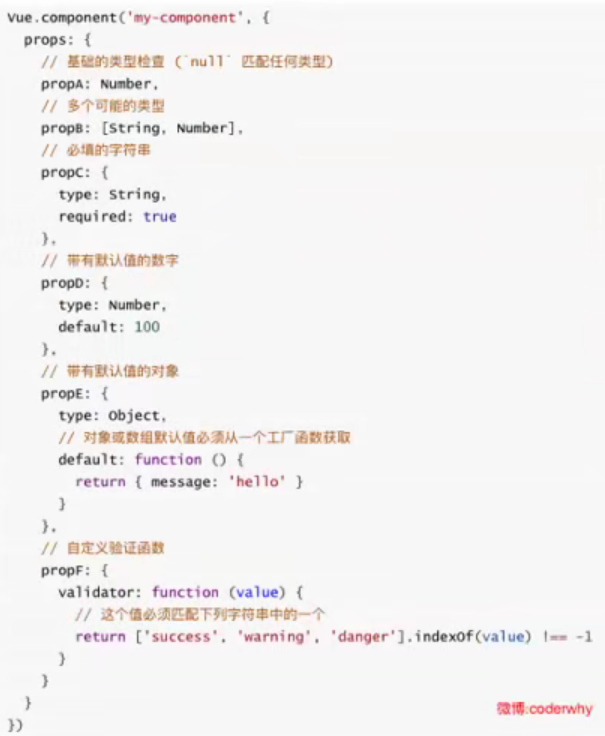 Vue.component('my-component', {
  props: {
    // 基础的类型检查 (`null` 匹配任何类型)
    propA: Number,
    // 多个可能的类型
    propB: [String, Number],
    // 必填的字符串
    propC: {
      type: String,
      required: true
    },
    // 带有默认值的数字
    propD: {
      type: Number,
      default: 100
    },
    // 带有默认值的对象
    propE: {
      type: Object,
      // 对象或数组默认值必须从一个工厂函数获取
      default: function () {
        return { message: 'hello' }
      }
    },
    // 自定义验证函数
    propF: {
      validator: function (value) {
        // 这个值必须匹配下列字符串中的一个
        return ['success', 'warning', 'danger'].indexOf(value) !== -1
      }
    }
  }
})
微博:coderwhy